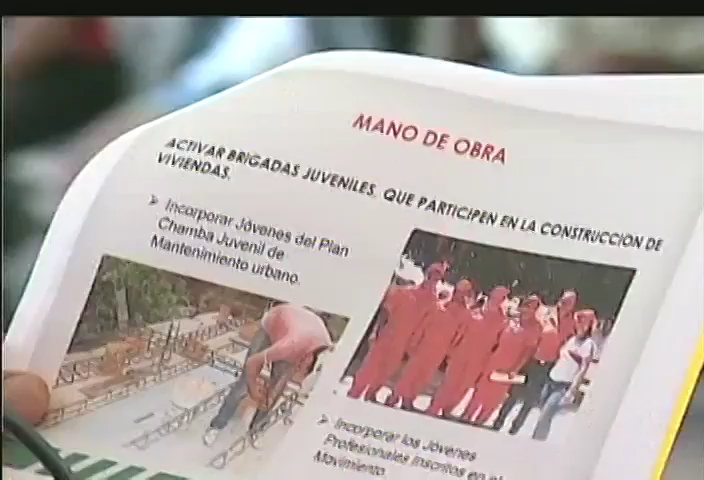 MANO DE OBRA
ACTIVAR BRIGADAS JUVENILES, QUE PARTICIPEN EN LA CONSTRUCCION DE
VIVIENDAS.
➢ Incorporar Jóvenes del Plan
Chamba Juvenil de
Mantenimiento urbano.
➢ Incorporar los Jóvenes
Profesionales Inscritos en el
Movimiento